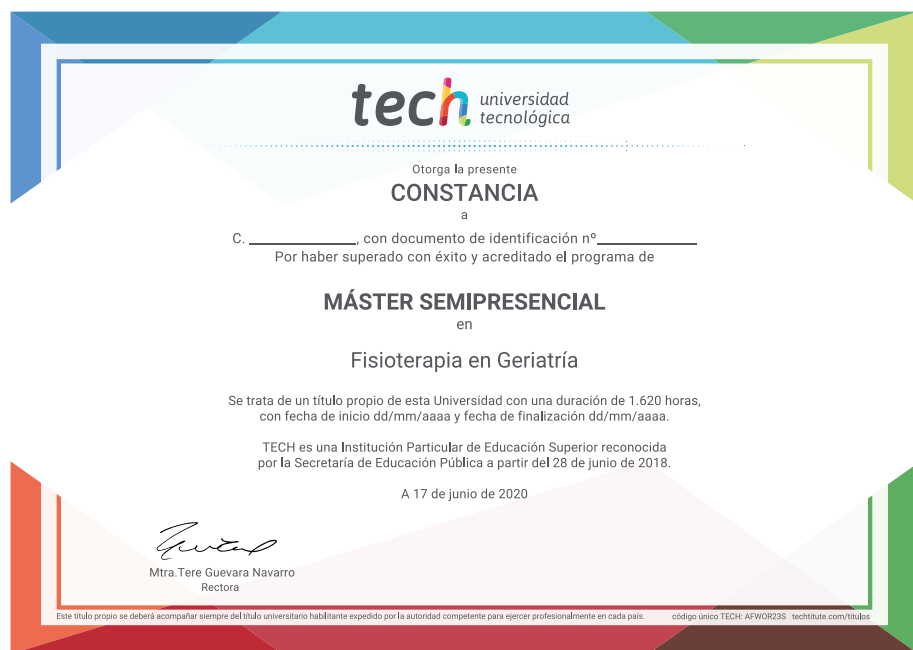 tech universidad
tecnológica
Otorga la presente
CONSTANCIA
a
C. ____________, con documento de identificación nº____________
Por haber superado con éxito y acreditado el programa de
MÁSTER SEMIPRESENCIAL
en
Fisioterapia en Geriatría
Se trata de un título propio de esta Universidad con una duración de 1.620 horas,
con fecha de inicio dd/mm/aaaa y fecha de finalización dd/mm/aaaa.
TECH es una Institución Particular de Educación Superior reconocida
por la Secretaría de Educación Pública a partir del 28 de junio de 2018.
A 17 de junio de 2020
Mtra.Tere Guevara Navarro
Rectora
Este título propio se deberá acompañar siempre del título universitario habilitante expedido por la autoridad competente para ejercer profesionalmente en cada país. código único TECH: AFWOR23S techtitute.com/titulos